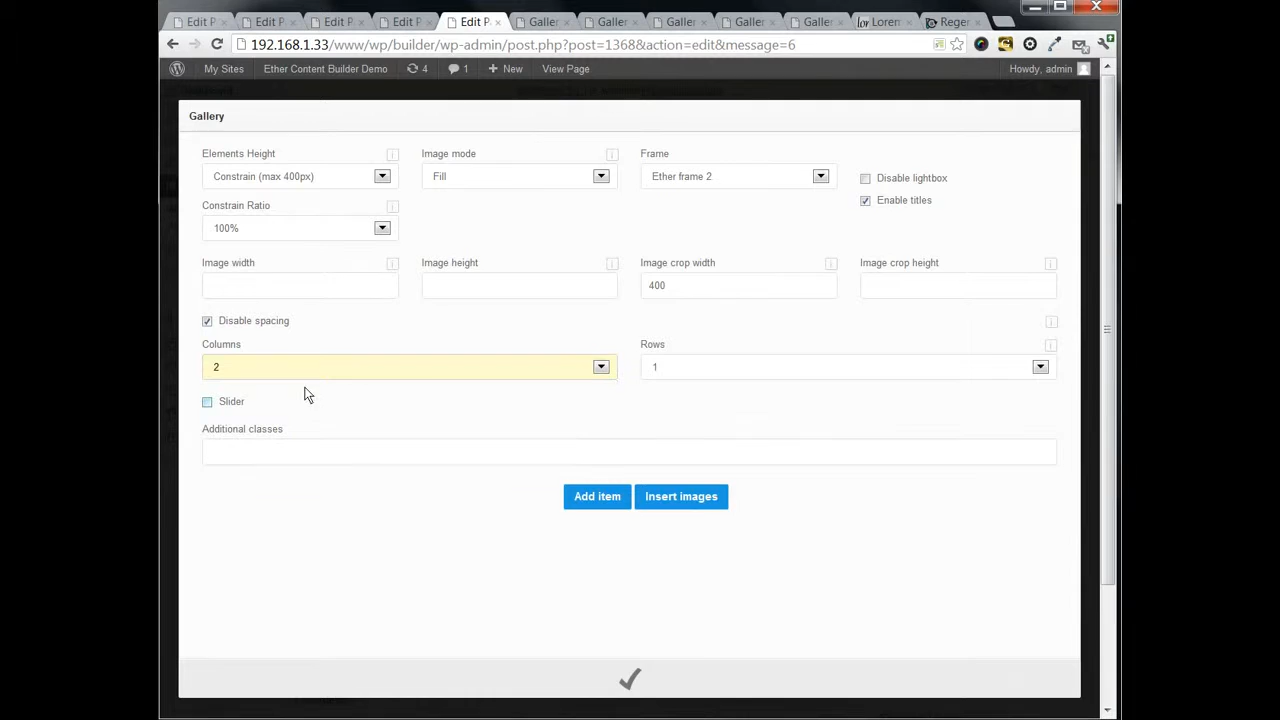 Edit P Edit P Edit P Edit P Edit P Galler Galler Galler Galler Galler Lorem Reger
192.168.1.33/www/wp/builder/wp-admin/post.php?post=1368&action=edit&message=6
My Sites Ether Content Builder Demo 4 1 New View Page Howdy, admin
Gallery
Elements Height Image mode Frame
Constrain (max 400px) Fill Ether frame 2 Disable lightbox
Constrain Ratio Enable titles
100%
Image width Image height Image crop width Image crop height
400
Disable spacing
Columns Rows
2 1
Slider
Additional classes
Add item Insert images